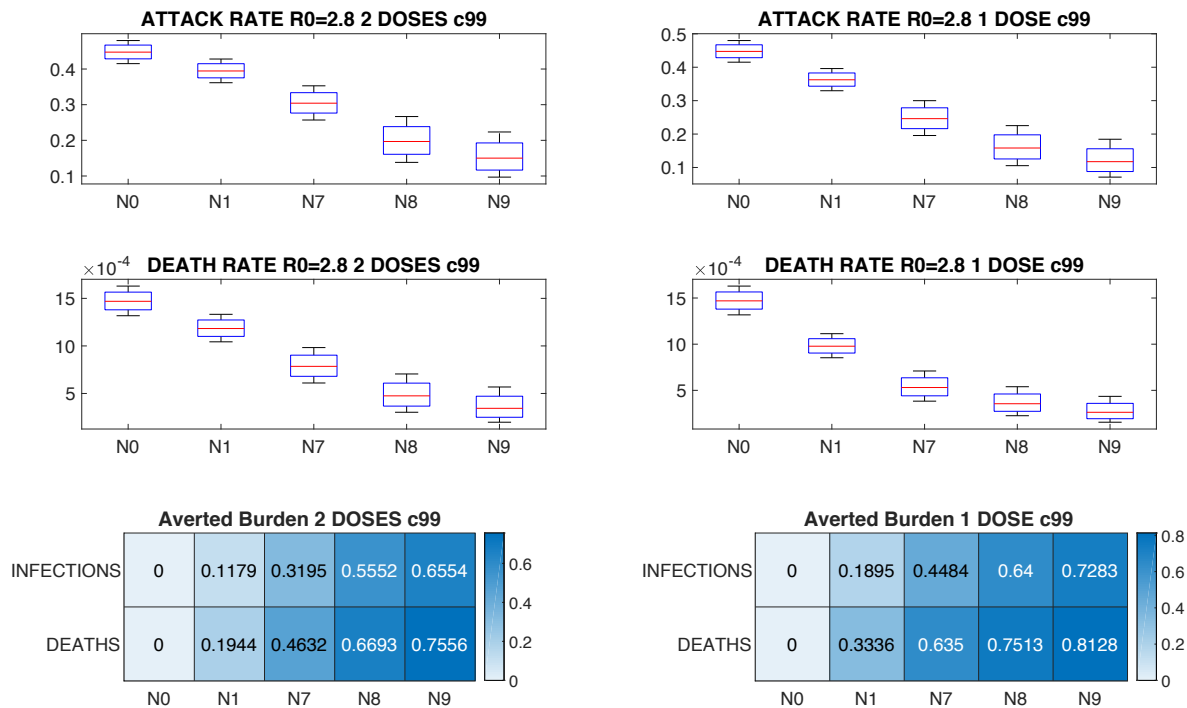 ATTACK RATE R0=2.8 2 DOSES c99
0.4
0.3
0.2
0.1
N0 N1 N7 N8 N9
ATTACK RATE R0=2.8 1 DOSE c99
0.5
0.4
0.3
0.2
0.1
N0 N1 N7 N8 N9
×10-4
DEATH RATE R0=2.8 2 DOSES c99
15
10
5
N0 N1 N7 N8 N9
×10-4
DEATH RATE R0=2.8 1 DOSE c99
15
10
5
N0 N1 N7 N8 N9
Averted Burden 2 DOSES c99
INFECTIONS 0 0.1179 0.3195 0.5552 0.6554
DEATHS 0 0.1944 0.4632 0.6693 0.7556
N0 N1 N7 N8 N9
0.6
0.4
0.2
0
Averted Burden 1 DOSE c99
INFECTIONS 0 0.1895 0.4484 0.64 0.7283
DEATHS 0 0.3336 0.635 0.7513 0.8128
N0 N1 N7 N8 N9
0.8
0.6
0.4
0.2
0